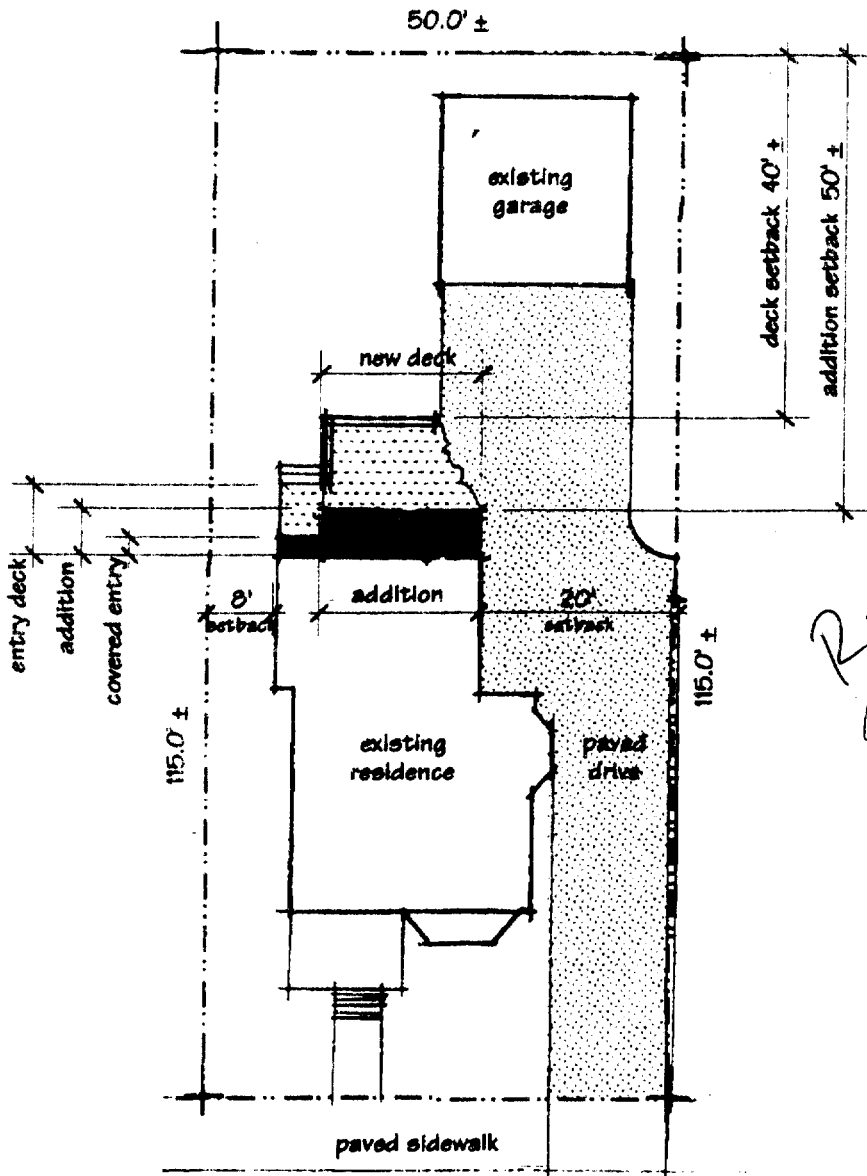 50.0' ±
existing
garage
deck setback 40' ±
addition setback 50' ±
new deck
entry deck
addition
covered entry
8'
setback
addition
20'
setback
115.0' ±
115.0' ±
existing
residence
paved
drive
R
paved sidewalk